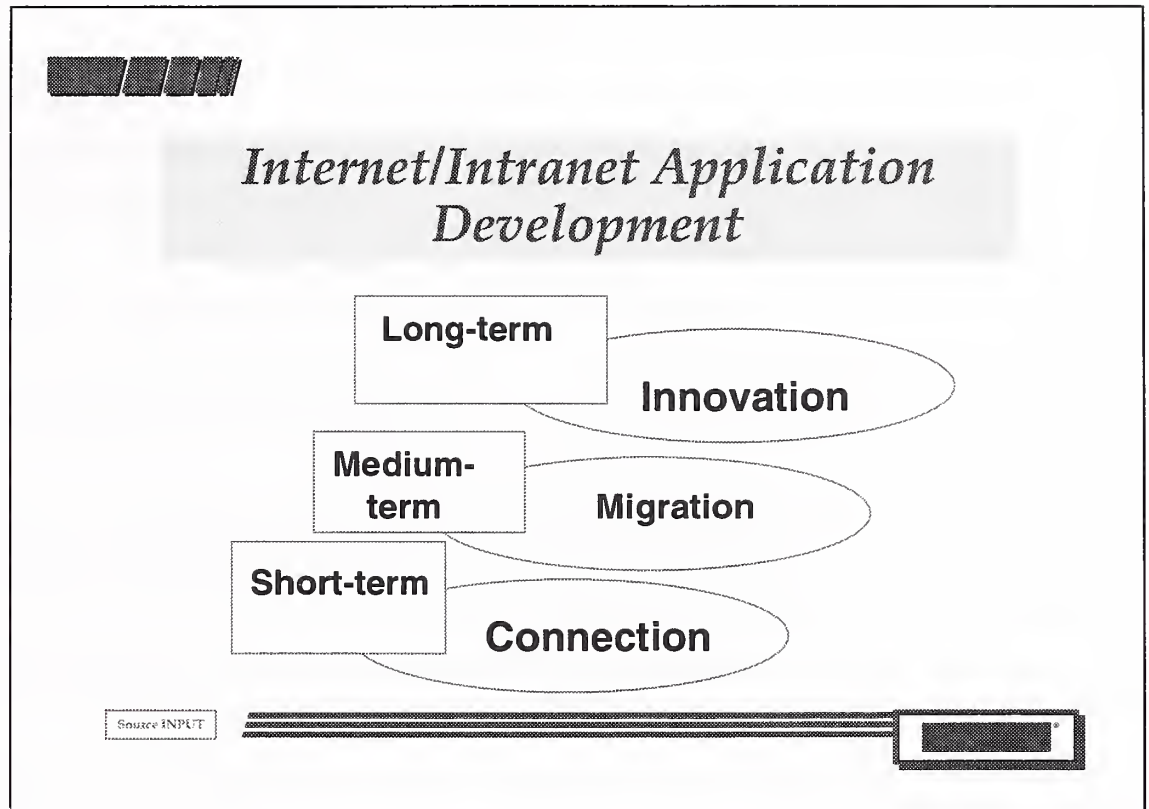 Internet/Intranet Application
Development
Long-term
Innovation
Medium-
term
Migration
Short-term
Connection
Source INPUT
®